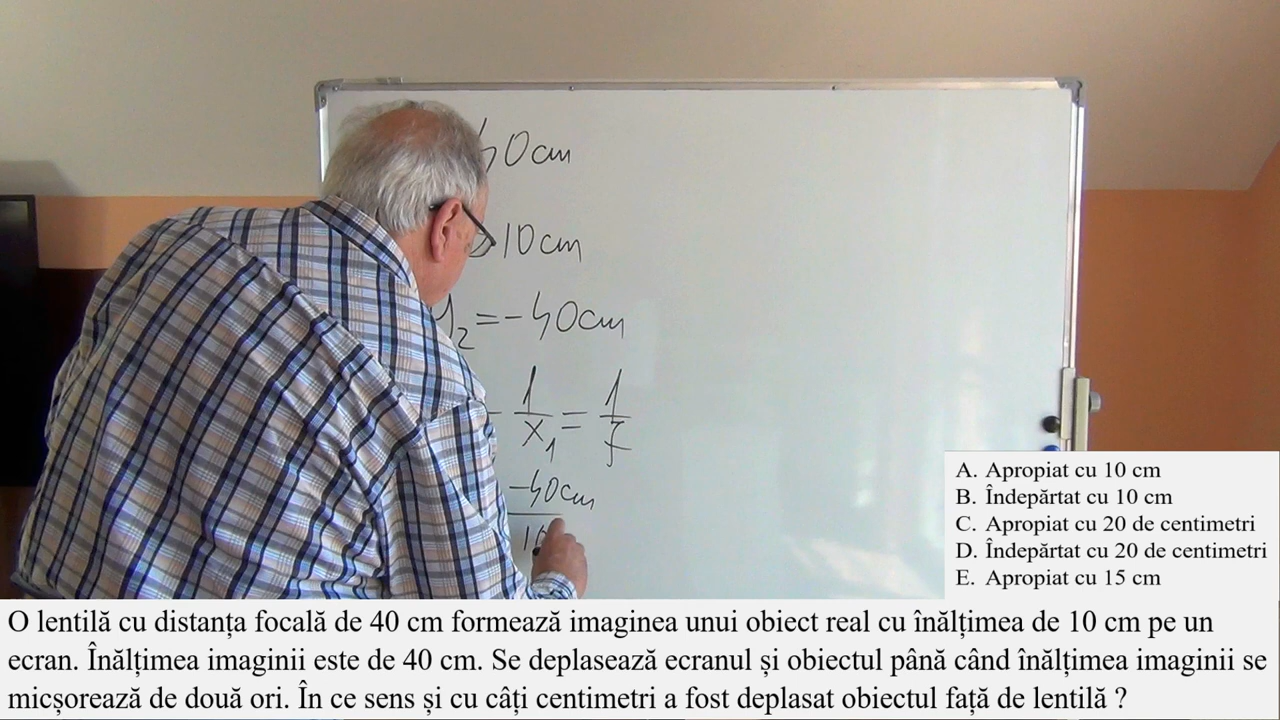 40cm
10cm
y₂ = -40cm
- 1/x₁ = 1/f
-40cm
10
A. Apropiat cu 10 cm
B. Îndepărtat cu 10 cm
C. Apropiat cu 20 de centimetri
D. Îndepărtat cu 20 de centimetri
E. Apropiat cu 15 cm
O lentilă cu distanța focală de 40 cm formează imaginea unui obiect real cu înălțimea de 10 cm pe un
ecran. Înălțimea imaginii este de 40 cm. Se deplasează ecranul și obiectul până când înălțimea imaginii se
micșorează de două ori. În ce sens și cu câți centimetri a fost deplasat obiectul față de lentilă ?